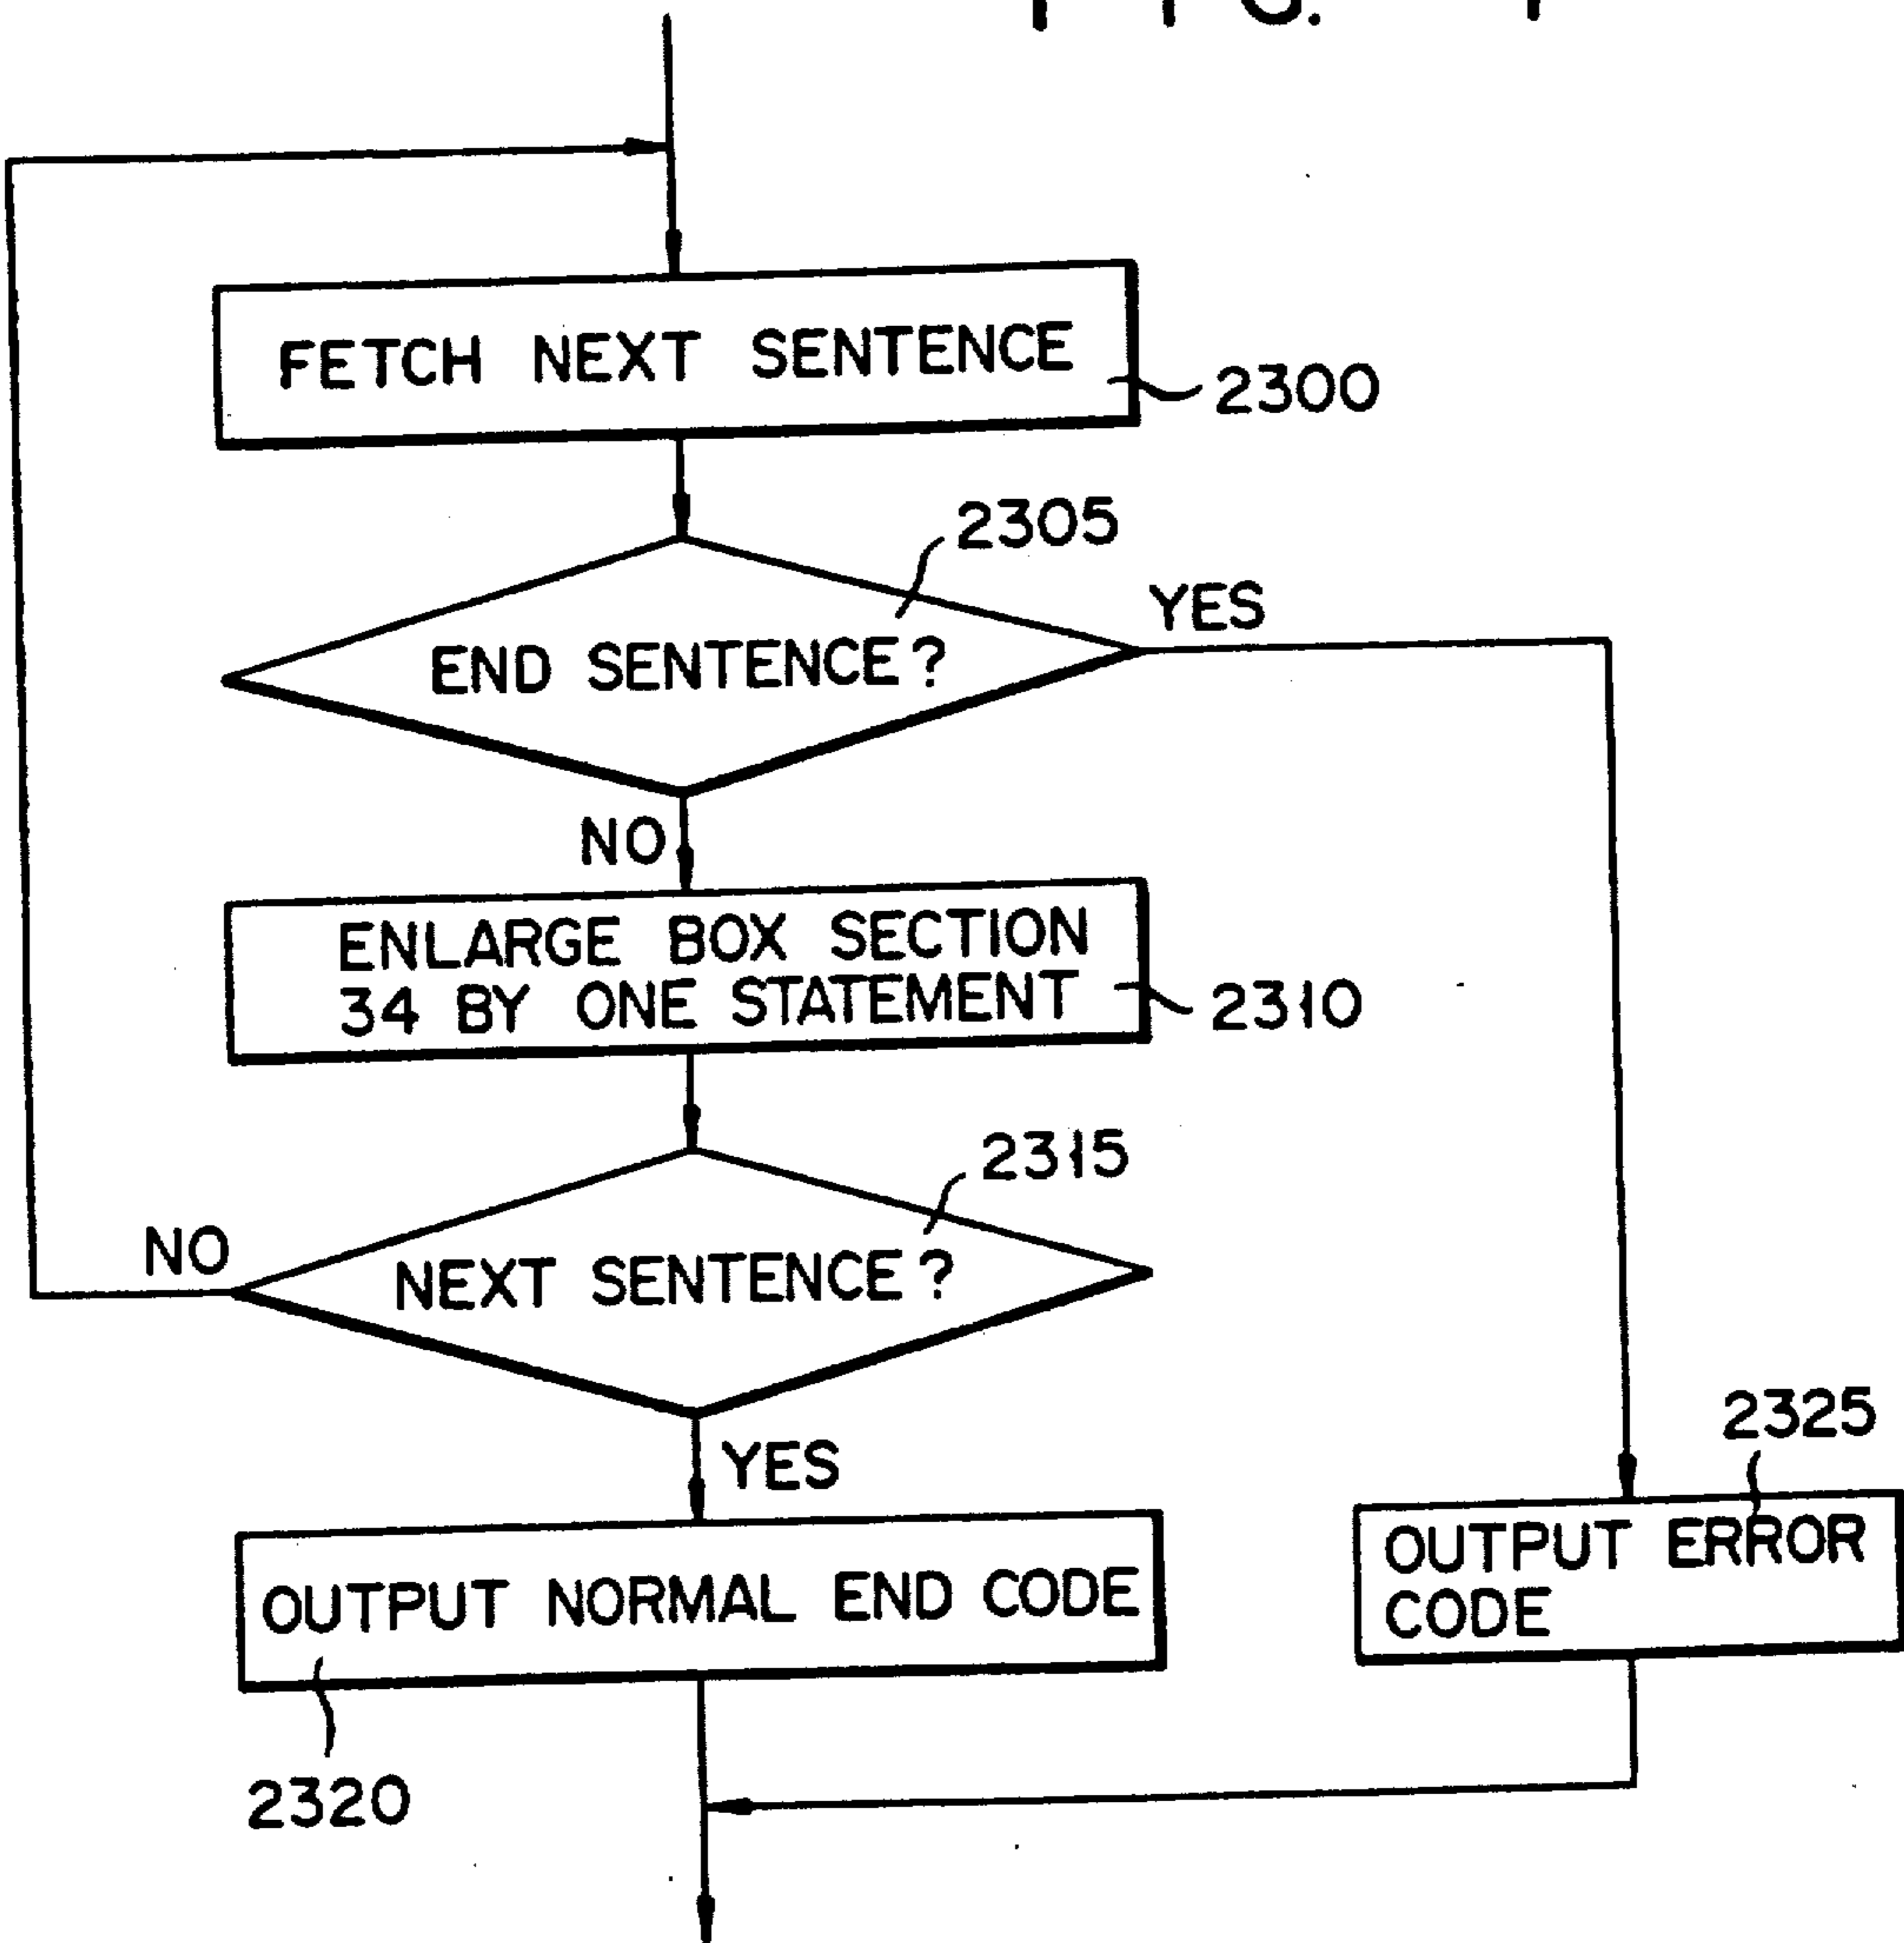 FETCH NEXT SENTENCE
2300
2305
END SENTENCE?
YES
NO
ENLARGE BOX SECTION
34 BY ONE STATEMENT
2310
2315
NO
NEXT SENTENCE?
YES
2325
OUTPUT ERROR
CODE
OUTPUT NORMAL END CODE
2320